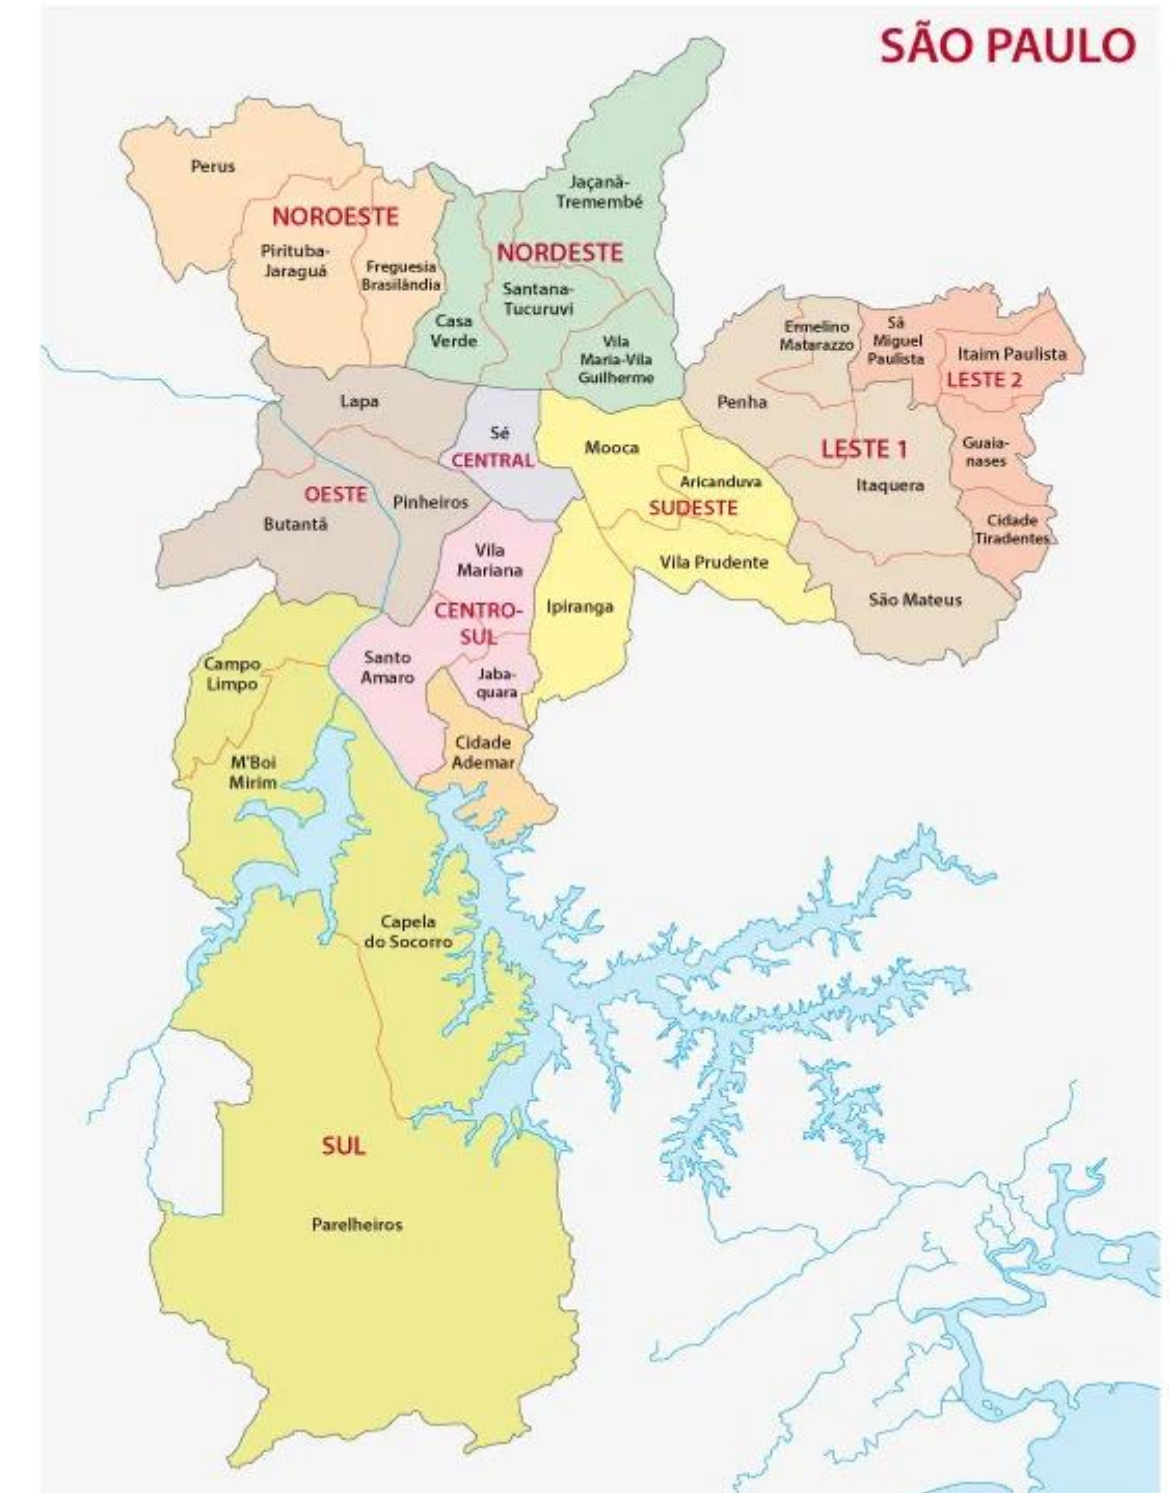 SÃO PAULO
Perus
NOROESTE
Pirituba-
Jaraguá
Freguesia
Brasilândia
Jaçanã-
Tremembé
NORDESTE
Santana-
Tucuruvi
Casa
Verde
Vila
Maria-Vila
Guilherme
Ermelino
Matarazzo
Sã
Miguel
Paulista
Itaim Paulista
LESTE 2
Lapa
Penha
Sé
CENTRAL
Mooca
LESTE 1
Guaia-
nases
Aricanduva
Itaquera
OESTE
Pinheiros
SUDESTE
Butantã
Cidade
Tiradentes
Vila
Mariana
Vila Prudente
CENTRO-
SUL
Ipiranga
São Mateus
Campo
Limpo
Santo
Amaro
Jaba-
quara
Cidade
Ademar
M'Boi
Mirim
Capela
do Socorro
SUL
Parelheiros